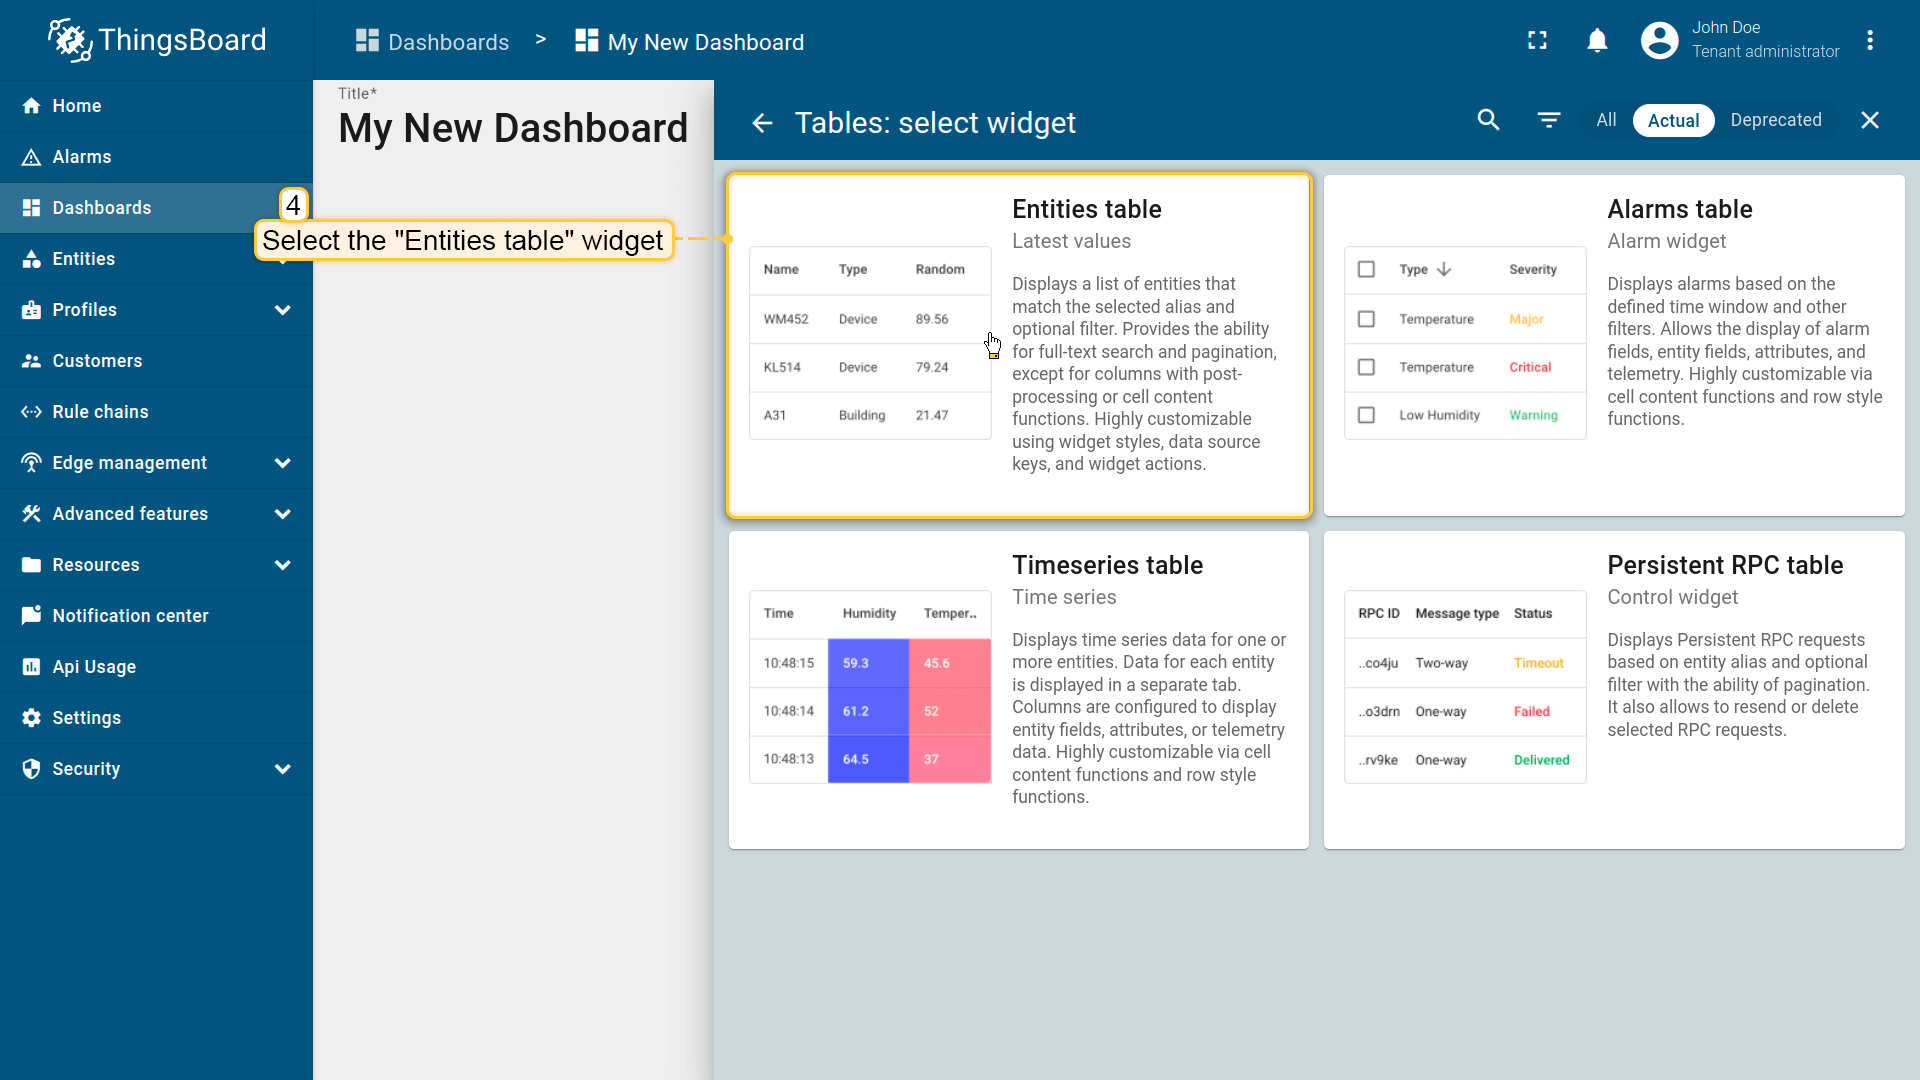 ThingsBoard
Dashboards > My New Dashboard
John Doe
Tenant administrator
Home
Alarms
Dashboards
Entities
Profiles
Customers
Rule chains
Edge management
Advanced features
Resources
Notification center
Api Usage
Settings
Security
Title*
My New Dashboard
4
Select the "Entities table" widget
Tables: select widget
All Actual Deprecated
Name Type Random
WM452 Device 89.56
KL514 Device 79.24
A31 Building 21.47
Entities table
Latest values
Displays a list of entities that
match the selected alias and
optional filter. Provides the ability
for full-text search and pagination,
except for columns with post-
processing or cell content
functions. Highly customizable
using widget styles, data source
keys, and widget actions.
Type Severity
Temperature Major
Temperature Critical
Low Humidity Warning
Alarms table
Alarm widget
Displays alarms based on the
defined time window and other
filters. Allows the display of alarm
fields, entity fields, attributes, and
telemetry. Highly customizable via
cell content functions and row style
functions.
Time Humidity Temper..
10:48:15 59.3 45.6
10:48:14 61.2 52
10:48:13 64.5 37
Timeseries table
Time series
Displays time series data for one or
more entities. Data for each entity
is displayed in a separate tab.
Columns are configured to display
entity fields, attributes, or telemetry
data. Highly customizable via cell
content functions and row style
functions.
RPC ID Message type Status
..co4ju Two-way Timeout
..o3drn One-way Failed
..rv9ke One-way Delivered
Persistent RPC table
Control widget
Displays Persistent RPC requests
based on entity alias and optional
filter with the ability of pagination.
It also allows to resend or delete
selected RPC requests.